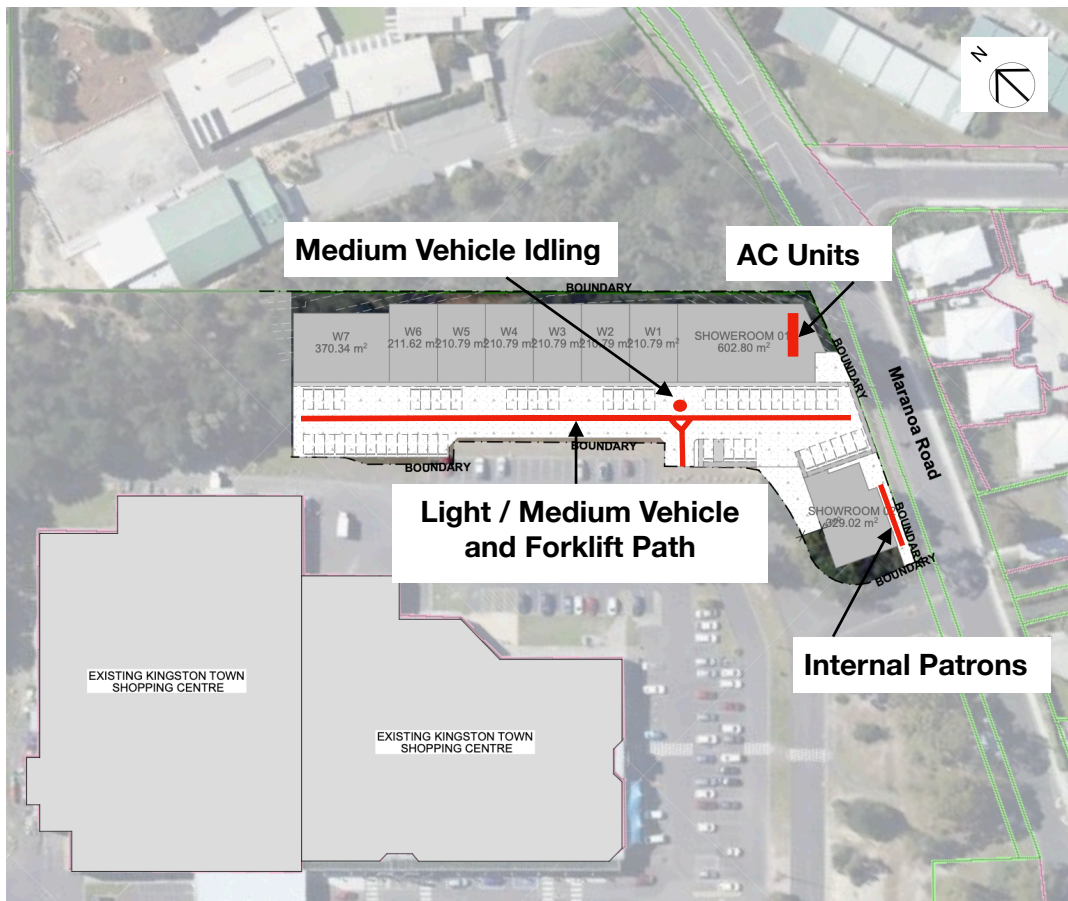 N
Medium Vehicle Idling
AC Units
BOUNDARY
W7
370.34 m²
W6
211.62 m²
W5
210.79 m²
W4
210.79 m²
W3
210.79 m²
W2
210.79 m²
W1
210.79 m²
SHOWEROOM 01
602.80 m²
BOUNDARY
Maranoa Road
BOUNDARY
BOUNDARY
Light / Medium Vehicle
and Forklift Path
SHOWROOM 02
329.02 m²
BOUNDARY
BOUNDARY
Internal Patrons
EXISTING KINGSTON TOWN
SHOPPING CENTRE
EXISTING KINGSTON TOWN
SHOPPING CENTRE